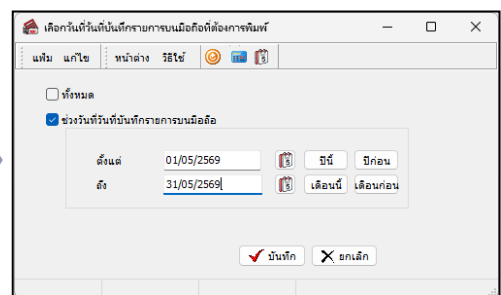 เลือกวันที่วันที่บันทึกรายการบนมือถือที่ต้องการพิมพ์
แฟ้ม แก้ไข หน้าต่าง วิธีใช้
ทั้งหมด
ช่วงวันที่วันที่บันทึกรายการบนมือถือ
ตั้งแต่ 01/05/2569 ปีนี้ ปีก่อน
ถึง 31/05/2569 เดือนนี้ เดือนก่อน
บันทึก ยกเลิก